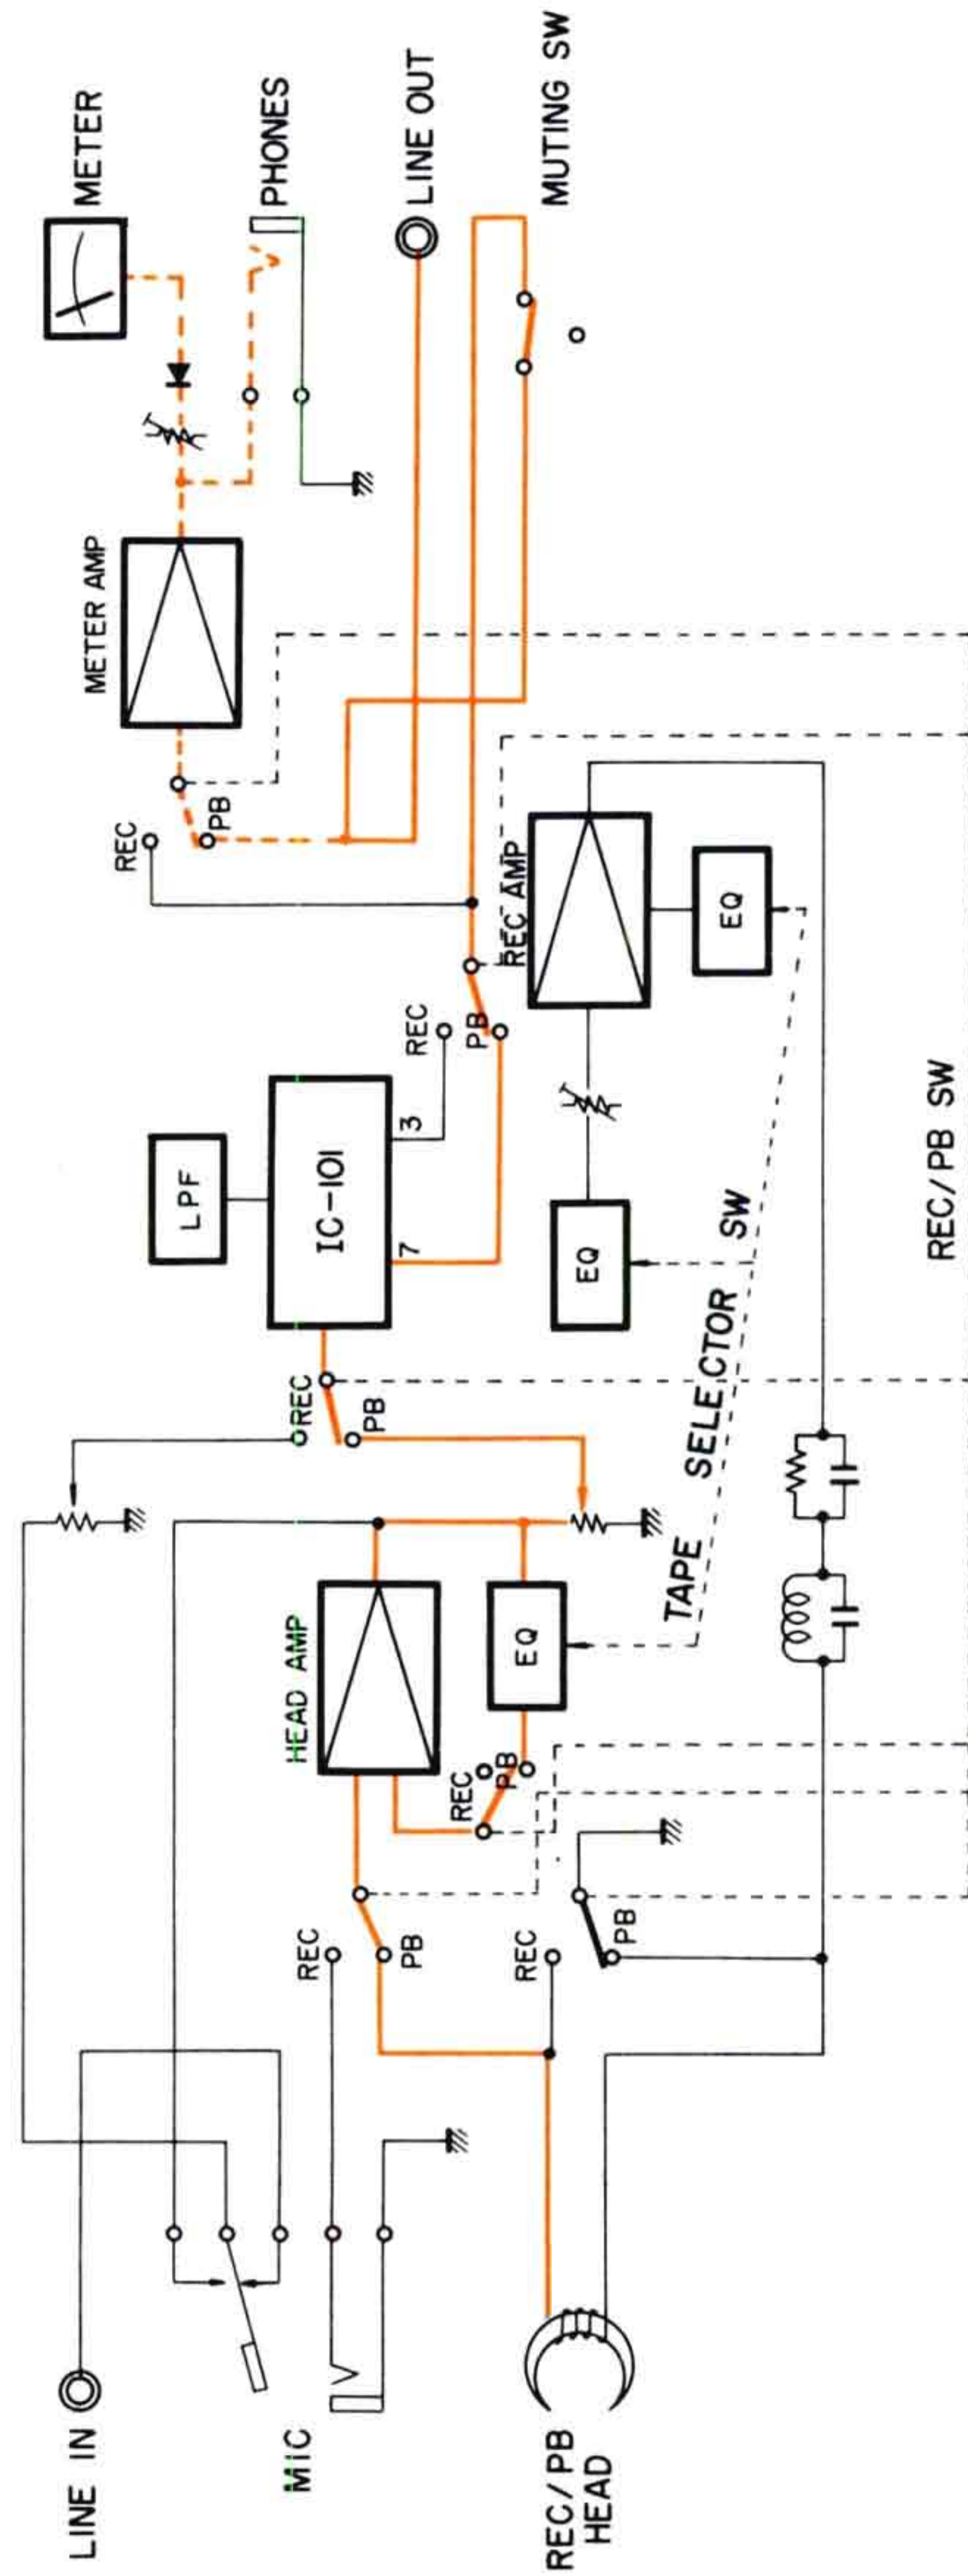 LINE IN
MIC
REC/PB
HEAD
REC
PB
REC
PB
HEAD AMP
REC
PB
EQ
TAPE SELECTOR SW
REC
PB
LPF
IC-101
7
3
EQ
REC
PB
REC AMP
EQ
REC/PB SW
REC
PB
METER AMP
METER
PHONES
LINE OUT
MUTING SW